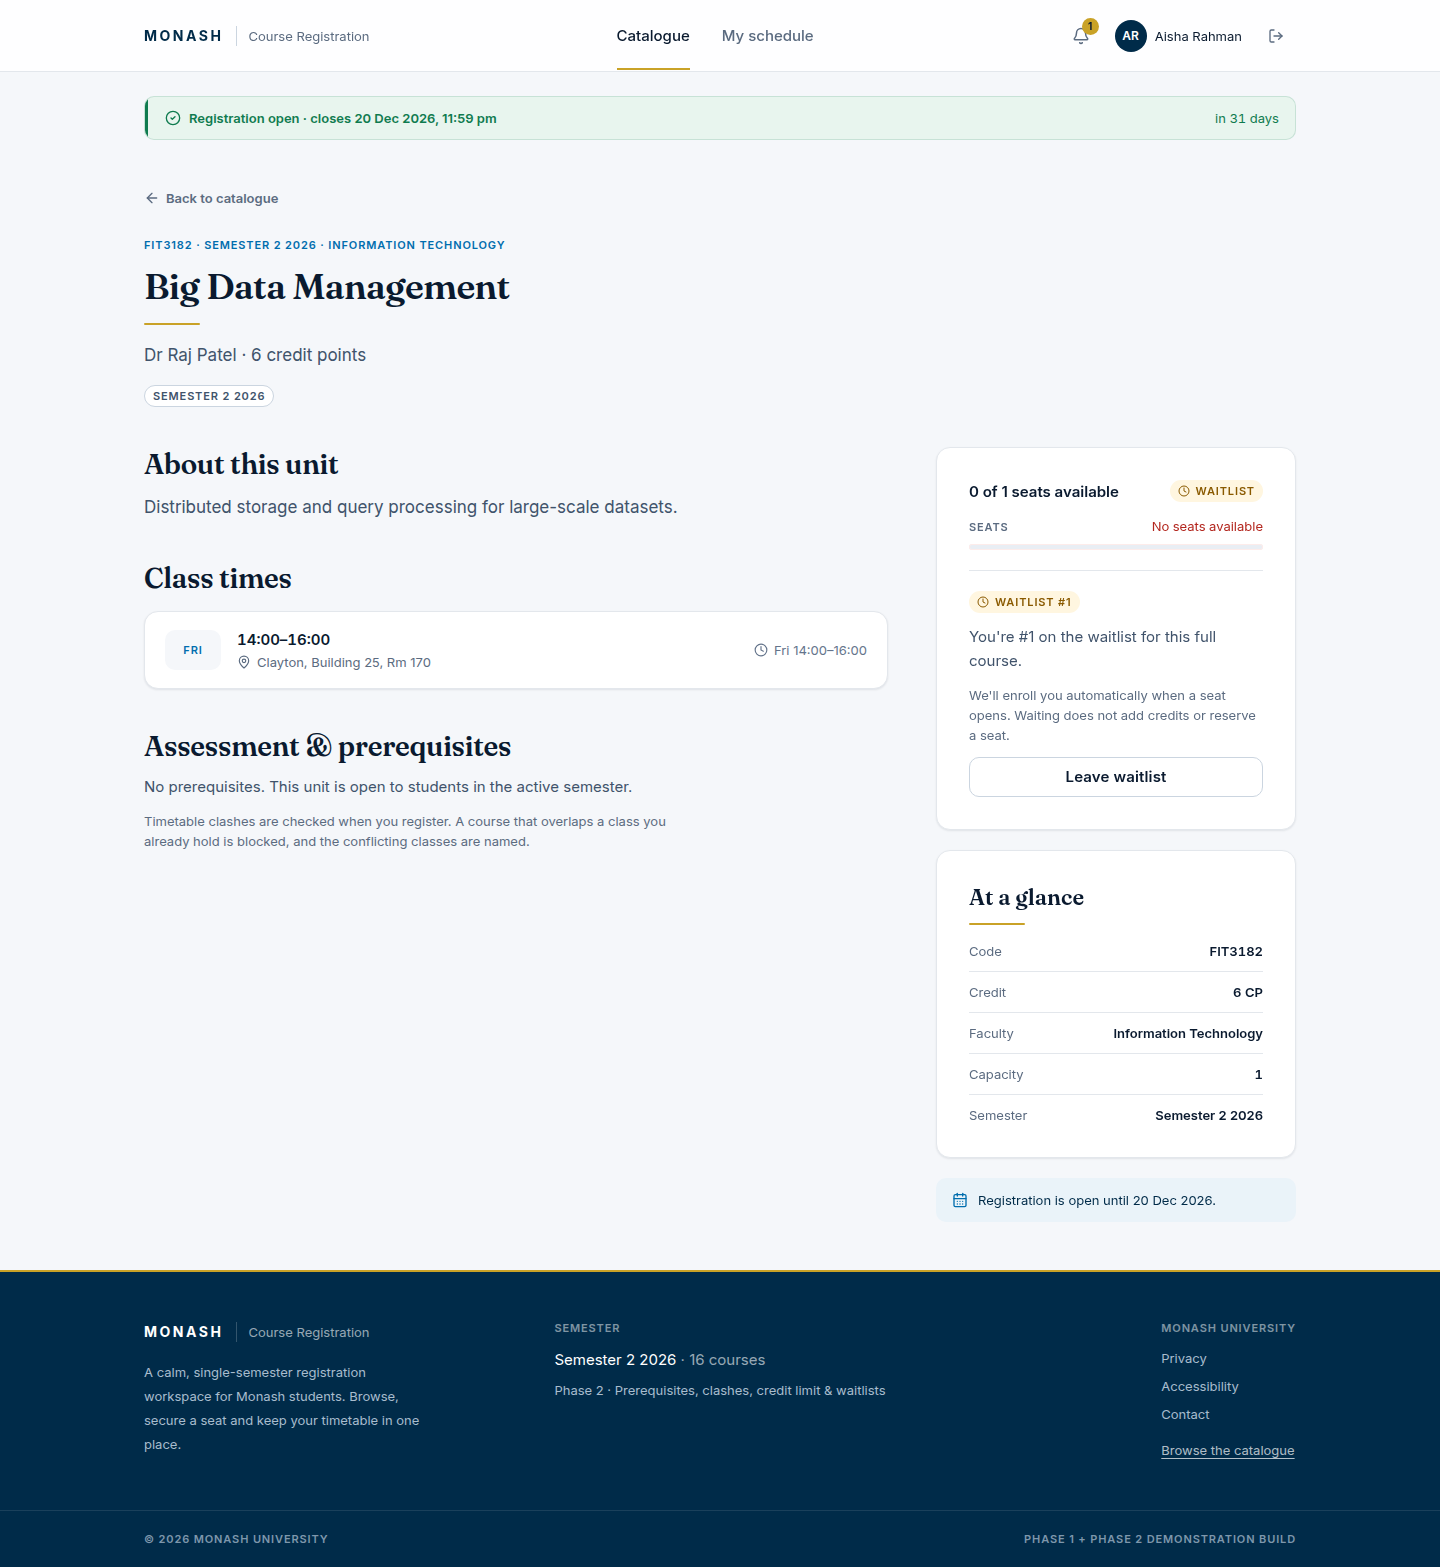 MONASH
Course Registration
Catalogue
My schedule
1
AR
Aisha Rahman
Registration open · closes 20 Dec 2026, 11:59 pm
in 31 days
Back to catalogue
FIT3182 · SEMESTER 2 2026 · INFORMATION TECHNOLOGY
Big Data Management
Dr Raj Patel · 6 credit points
SEMESTER 2 2026
About this unit
Distributed storage and query processing for large-scale datasets.
Class times
FRI
14:00–16:00
Clayton, Building 25, Rm 170
Fri 14:00–16:00
Assessment & prerequisites
No prerequisites. This unit is open to students in the active semester.
Timetable clashes are checked when you register. A course that overlaps a class you
already hold is blocked, and the conflicting classes are named.
0 of 1 seats available
WAITLIST
SEATS
No seats available
WAITLIST #1
You're #1 on the waitlist for this full
course.
We'll enroll you automatically when a seat
opens. Waiting does not add credits or reserve
a seat.
Leave waitlist
At a glance
Code
FIT3182
Credit
6 CP
Faculty
Information Technology
Capacity
1
Semester
Semester 2 2026
Registration is open until 20 Dec 2026.
MONASH
Course Registration
A calm, single-semester registration
workspace for Monash students. Browse,
secure a seat and keep your timetable in one
place.
SEMESTER
Semester 2 2026 · 16 courses
Phase 2 · Prerequisites, clashes, credit limit & waitlists
MONASH UNIVERSITY
Privacy
Accessibility
Contact
Browse the catalogue
© 2026 MONASH UNIVERSITY
PHASE 1 + PHASE 2 DEMONSTRATION BUILD